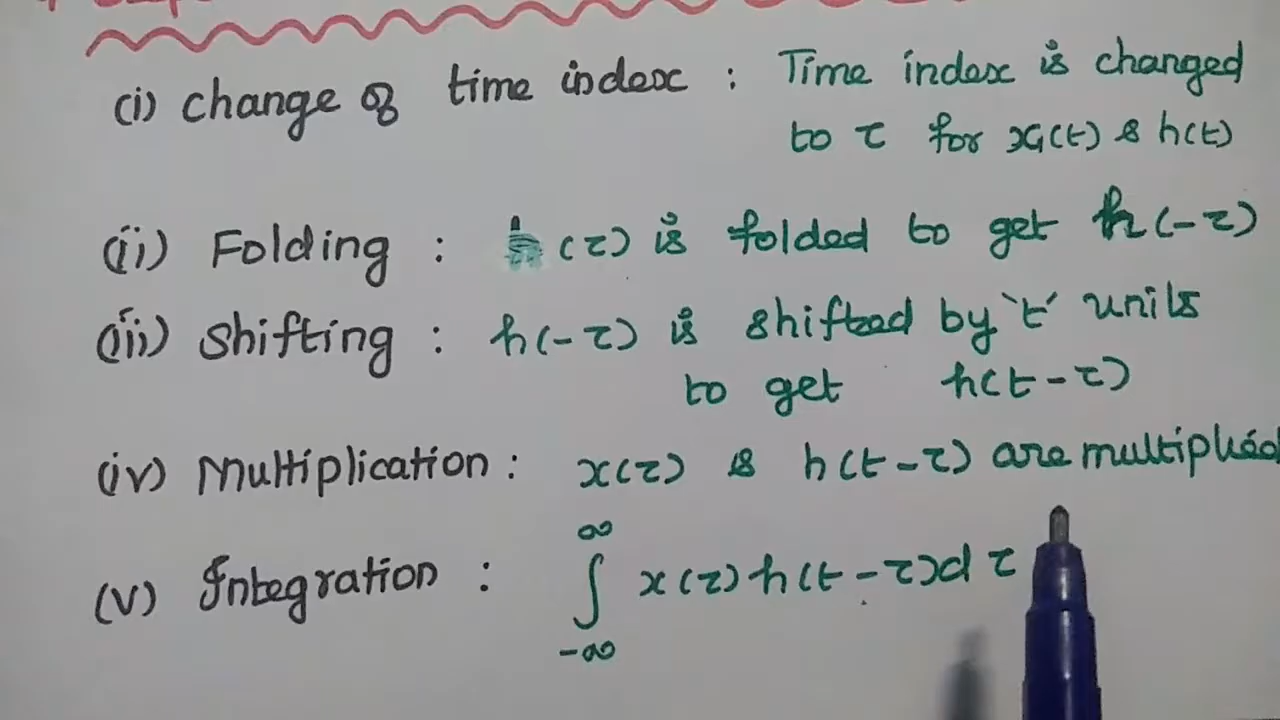 (i) change of time index : Time index is changed
to τ for x(t) & h(t)
(ii) Folding : h(τ) is folded to get h(-τ)
(iii) shifting : h(-τ) is shifted by 't' units
to get h(t-τ)
(iv) Multiplication : x(τ) & h(t-τ) are multiplied
(v) Integration : ∫_{-∞}^{∞} x(τ) h(t-τ) dτ